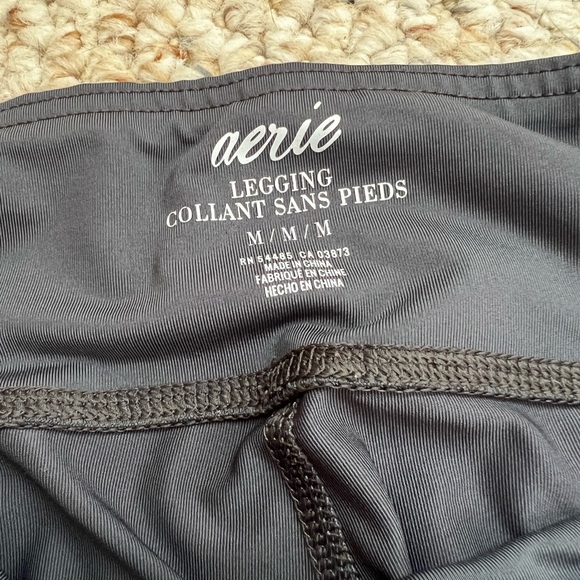 aerie
LEGGING
COLLANT SANS PIEDS
M / M / M
RN 54485 CA 03873
MADE IN CHINA
FABRIQUÉ EN CHINE
HECHO EN CHINA